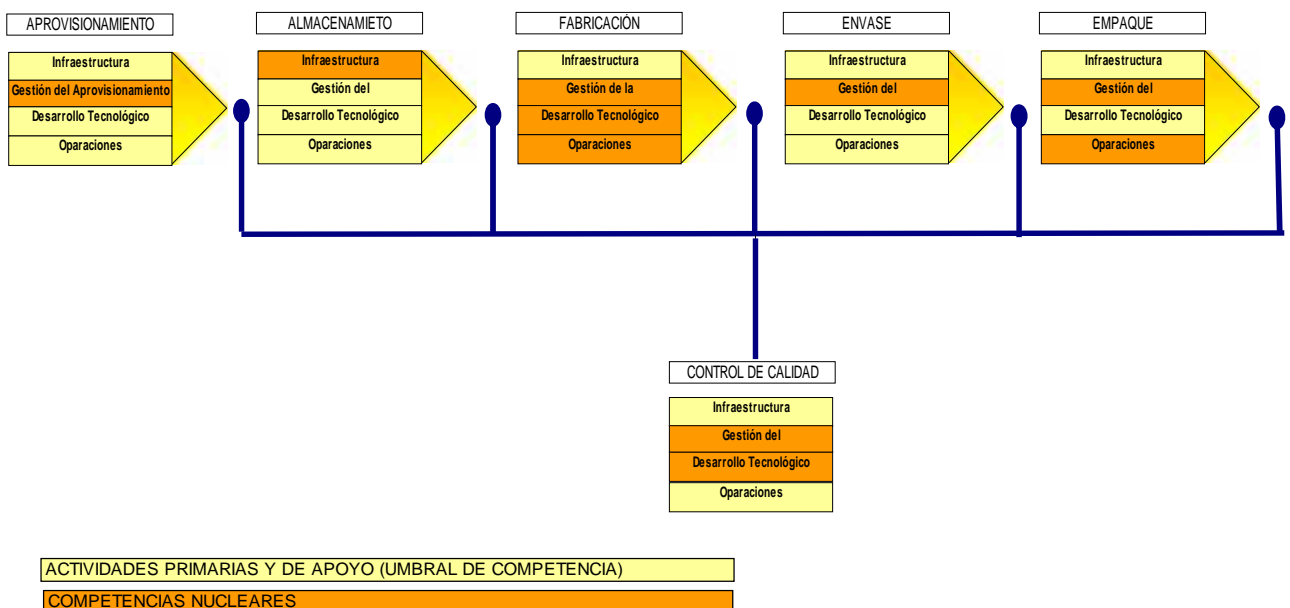 APROVISIONAMIENTO
Infraestructura
Gestión del Aprovisionamiento
Desarrollo Tecnológico
Oparaciones
ALMACENAMIETO
Infraestructura
Gestión del
Desarrollo Tecnológico
Oparaciones
FABRICACIÓN
Infraestructura
Gestión de la
Desarrollo Tecnológico
Oparaciones
ENVASE
Infraestructura
Gestión del
Desarrollo Tecnológico
Oparaciones
EMPAQUE
Infraestructura
Gestión del
Desarrollo Tecnológico
Oparaciones
CONTROL DE CALIDAD
Infraestructura
Gestión del
Desarrollo Tecnológico
Oparaciones
ACTIVIDADES PRIMARIAS Y DE APOYO (UMBRAL DE COMPETENCIA)
COMPETENCIAS NUCLEARES